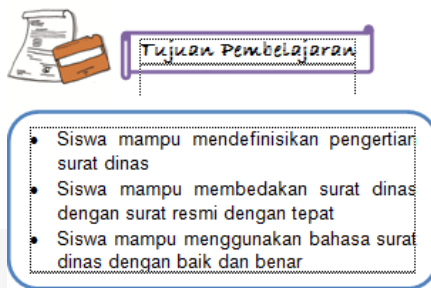 Tujuan Pembelajaran
• Siswa mampu mendefinisikan pengertian
surat dinas
• Siswa mampu membedakan surat dinas
dengan surat resmi dengan tepat
• Siswa mampu menggunakan bahasa surat
dinas dengan baik dan benar